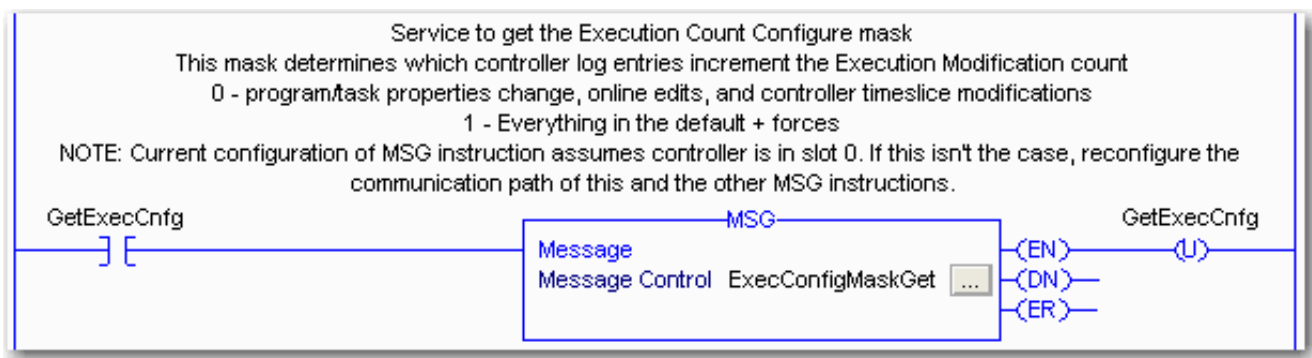 Service to get the Execution Count Configure mask
This mask determines which controller log entries increment the Execution Modification count
0 - program/task properties change, online edits, and controller timeslice modifications
1 - Everything in the default + forces
NOTE: Current configuration of MSG instruction assumes controller is in slot 0. If this isn't the case, reconfigure the
communication path of this and the other MSG instructions.
GetExecCnfg
MSG
GetExecCnfg
Message
(EN)
(U)
Message Control ExecConfigMaskGet ...
(DN)
(ER)